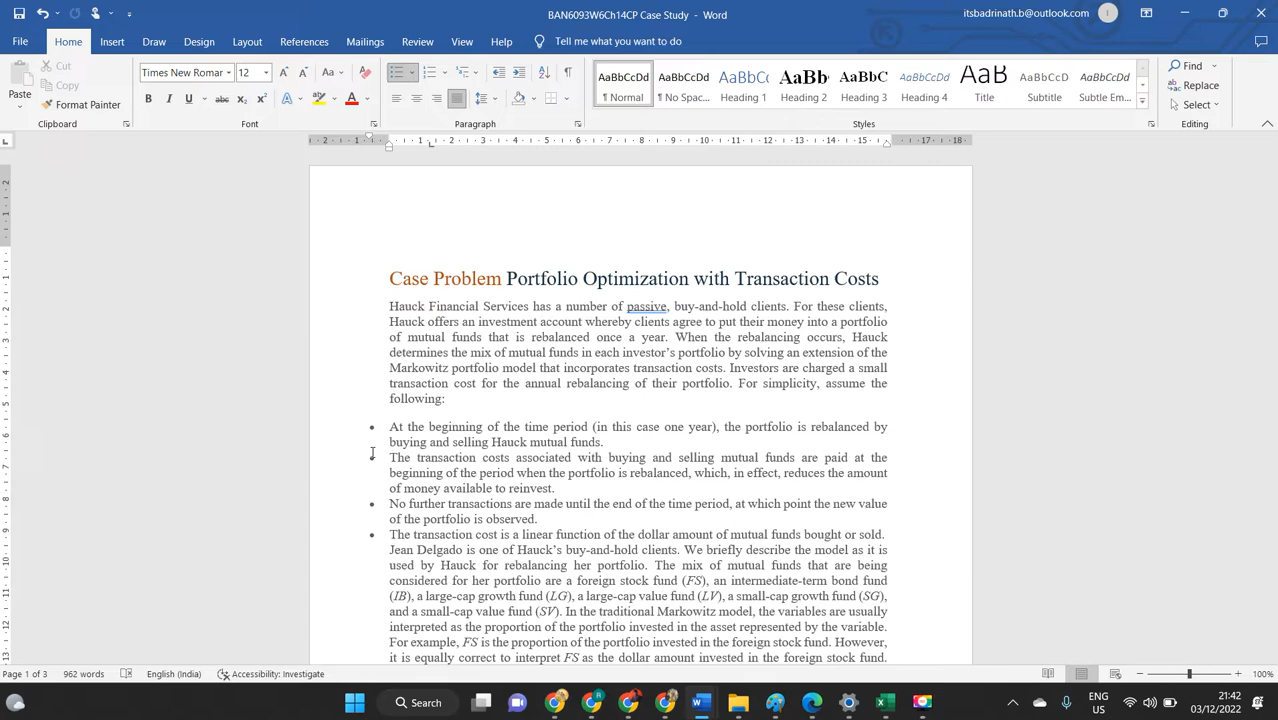 BAN6093W6Ch14CP Case Study - Word
itsbadrinath.b@outlook.com
I
File Home Insert Draw Design Layout References Mailings Review View Help Tell me what you want to do
Paste
Cut
Copy
Format Painter
Clipboard
Times New Roman 12
Font
Paragraph
AaBbCcDd AaBbCcDd AaBbCc AaBb AaBbC AaBbCcDd AaB AaBbCcD AaBbCcDd
¶ Normal ¶ No Spac... Heading 1 Heading 2 Heading 3 Heading 4 Title Subtitle Subtle Em...
Styles
Find
Replace
Select
Editing
2 1 1 2 3 4 5 6 7 8 9 10 11 12 13 14 15 17 18
Case Problem Portfolio Optimization with Transaction Costs
Hauck Financial Services has a number of passive, buy-and-hold clients. For these clients,
Hauck offers an investment account whereby clients agree to put their money into a portfolio
of mutual funds that is rebalanced once a year. When the rebalancing occurs, Hauck
determines the mix of mutual funds in each investor's portfolio by solving an extension of the
Markowitz portfolio model that incorporates transaction costs. Investors are charged a small
transaction cost for the annual rebalancing of their portfolio. For simplicity, assume the
following:
• At the beginning of the time period (in this case one year), the portfolio is rebalanced by
buying and selling Hauck mutual funds.
• The transaction costs associated with buying and selling mutual funds are paid at the
beginning of the period when the portfolio is rebalanced, which, in effect, reduces the amount
of money available to reinvest.
• No further transactions are made until the end of the time period, at which point the new value
of the portfolio is observed.
• The transaction cost is a linear function of the dollar amount of mutual funds bought or sold.
Jean Delgado is one of Hauck's buy-and-hold clients. We briefly describe the model as it is
used by Hauck for rebalancing her portfolio. The mix of mutual funds that are being
considered for her portfolio are a foreign stock fund (FS), an intermediate-term bond fund
(IB), a large-cap growth fund (LG), a large-cap value fund (LV), a small-cap growth fund (SG),
and a small-cap value fund (SV). In the traditional Markowitz model, the variables are usually
interpreted as the proportion of the portfolio invested in the asset represented by the variable.
For example, FS is the proportion of the portfolio invested in the foreign stock fund. However,
it is equally correct to interpret FS as the dollar amount invested in the foreign stock fund.
Page 1 of 3 962 words English (India) Accessibility: Investigate 100%
Search
ENG
US
21:42
03/12/2022